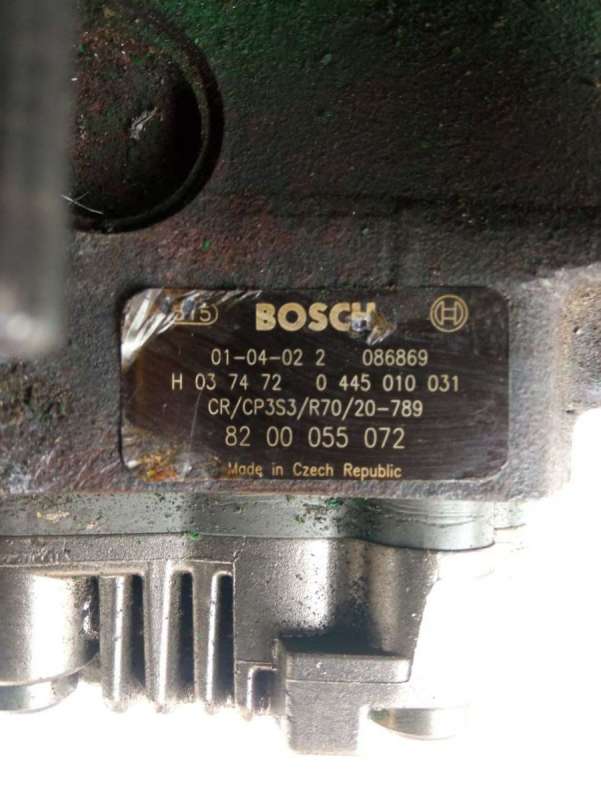 315 BOSCH
01-04-02 2 086869
H 03 74 72 0 445 010 031
CR/CP3S3/R70/20-789
82 00 055 072
Made in Czech Republic